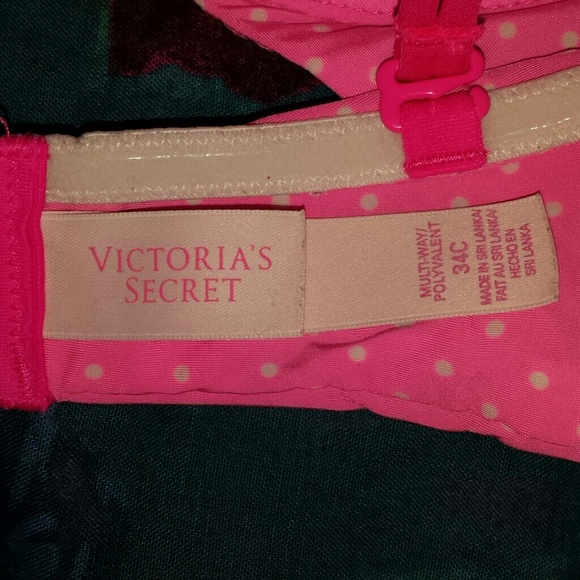 VICTORIA'S
SECRET
MULTI-WAY/
POLYVALENT
34C
MADE IN SRI LANKA/
FAIT AU SRI LANKA/
HECHO EN
SRI LANKA